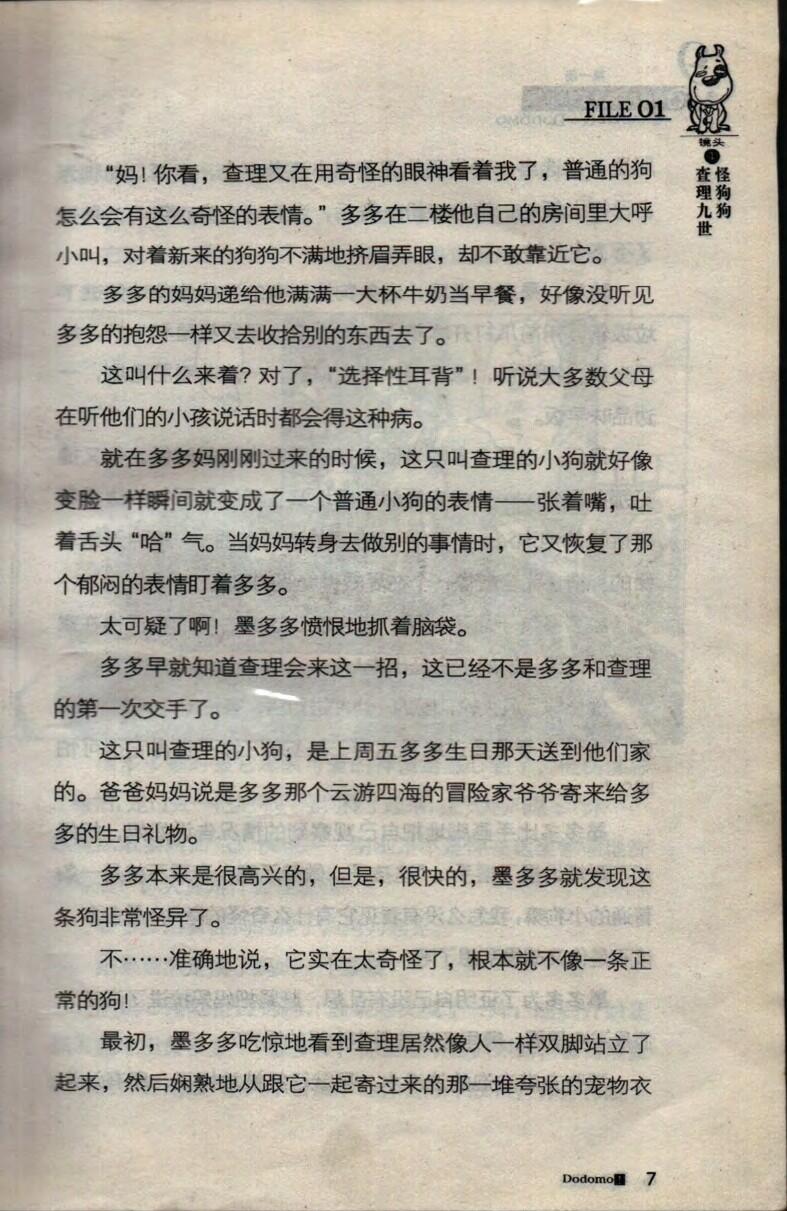 FILE 01
镜头
怪狗狗
查理九世
“妈！你看，查理又在用奇怪的眼神看着我了，普通的狗
怎么会有这么奇怪的表情。”多多在二楼他自己的房间里大呼
小叫，对着新来的狗狗不满地挤眉弄眼，却不敢靠近它。
多多的妈妈递给他满满一大杯牛奶当早餐，好像没听见
多多的抱怨一样又去收拾别的东西去了。
这叫什么来着？对了，“选择性耳背”！听说大多数父母
在听他们的小孩说话时都会得这种病。
就在多多妈刚刚过来的时候，这只叫查理的小狗就好像
变脸一样瞬间就变成了一个普通小狗的表情——张着嘴，吐
着舌头“哈”气。当妈妈转身去做别的事情时，它又恢复了那
个郁闷的表情盯着多多。
太可疑了啊！墨多多愤恨地抓着脑袋。
多多早就知道查理会来这一招，这已经不是多多和查理
的第一次交手了。
这只叫查理的小狗，是上周五多多生日那天送到他们家
的。爸爸妈妈说是多多那个云游四海的冒险家爷爷寄来给多
多的生日礼物。
多多本来是很高兴的，但是，很快的，墨多多就发现这
条狗非常怪异了。
不……准确地说，它实在太奇怪了，根本就不像一条正
常的狗！
最初，墨多多吃惊地看到查理居然像人一样双脚站立了
起来，然后娴熟地从跟它一起寄过来的那一堆夸张的宠物衣
Dodomo 7